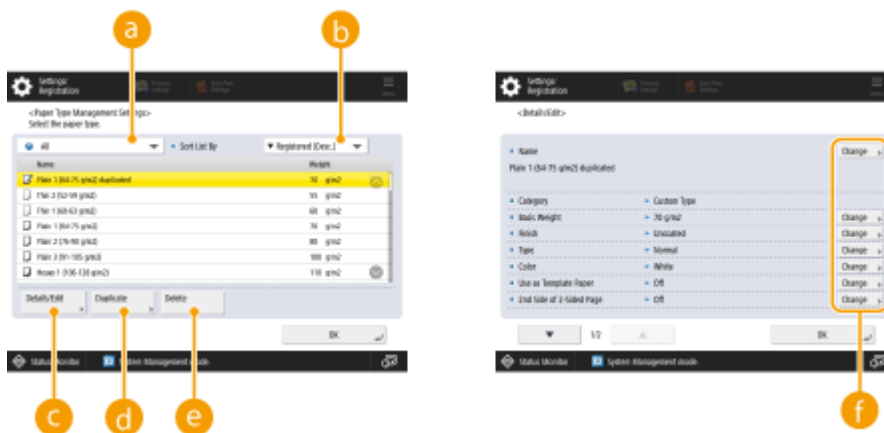 a
b
Settings/
Registration
<Paper Type Management Settings>
Select the paper type.
All
Sort List By
▼ Registered (Desc.)
Name
Weight
Plain 1 (64-75 g/m2) duplicated
70 g/m2
Thin 2 (52-59 g/m2)
55 g/m2
Thin 1 (60-63 g/m2)
60 g/m2
Plain 1 (64-75 g/m2)
70 g/m2
Plain 2 (76-90 g/m2)
80 g/m2
Plain 3 (91-105 g/m2)
100 g/m2
Heavy 1 (106-128 g/m2)
110 g/m2
Details/Edit
Duplicate
Delete
OK
Status Monitor
System Management mode.
c
d
e
Settings/
Registration
<Details/Edit>
Name
Change
Plain 1 (64-75 g/m2) duplicated
Category
Custom Type
Basis Weight
70 g/m2
Change
Finish
Uncoated
Change
Type
Normal
Change
Color
White
Change
Use as Template Paper
Off
Change
2nd Side of 2-Sided Page
Off
Change
1/2
OK
Status Monitor
System Management mode.
f